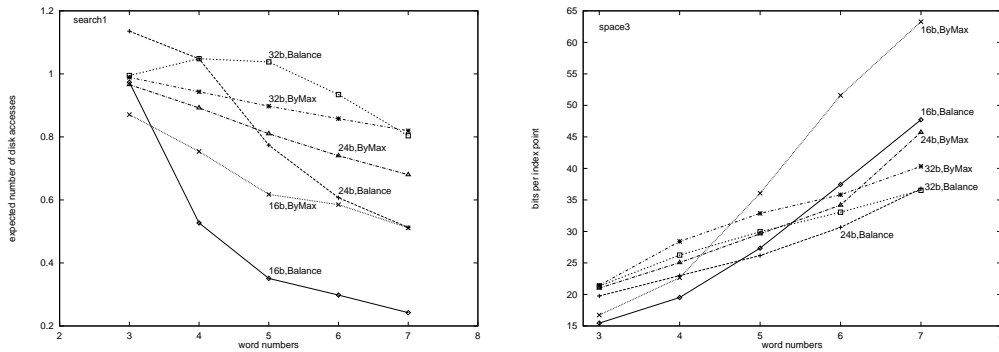 search1
1.2
1
0.8
0.6
0.4
0.2
expected number of disk accesses
32b,Balance
32b,ByMax
24b,ByMax
24b,Balance
16b,ByMax
16b,Balance
2 3 4 5 6 7 8
word numbers
space3
65
60
55
50
45
40
35
30
25
20
15
bits per index point
16b,ByMax
16b,Balance
24b,ByMax
32b,ByMax
32b,Balance
24b,Balance
3 4 5 6 7
word numbers